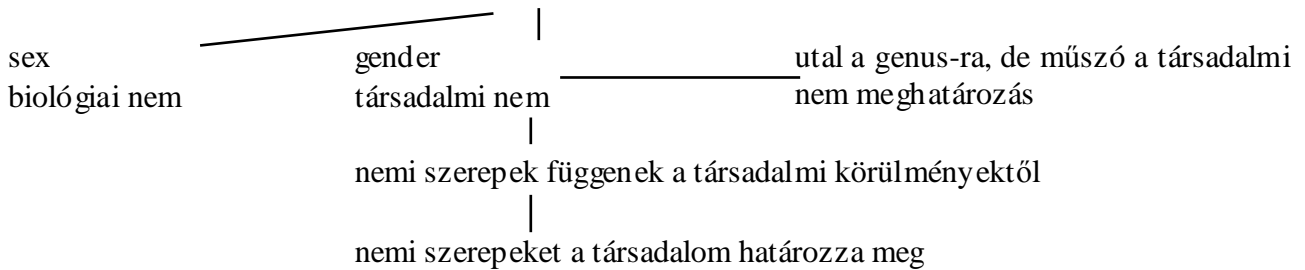 sex
biológiai nem
gender
társadalmi nem
utal a genus-ra, de műszó a társadalmi
nem meghatározás
nemi szerepek függenek a társadalmi körülményektől
nemi szerepeket a társadalom határozza meg